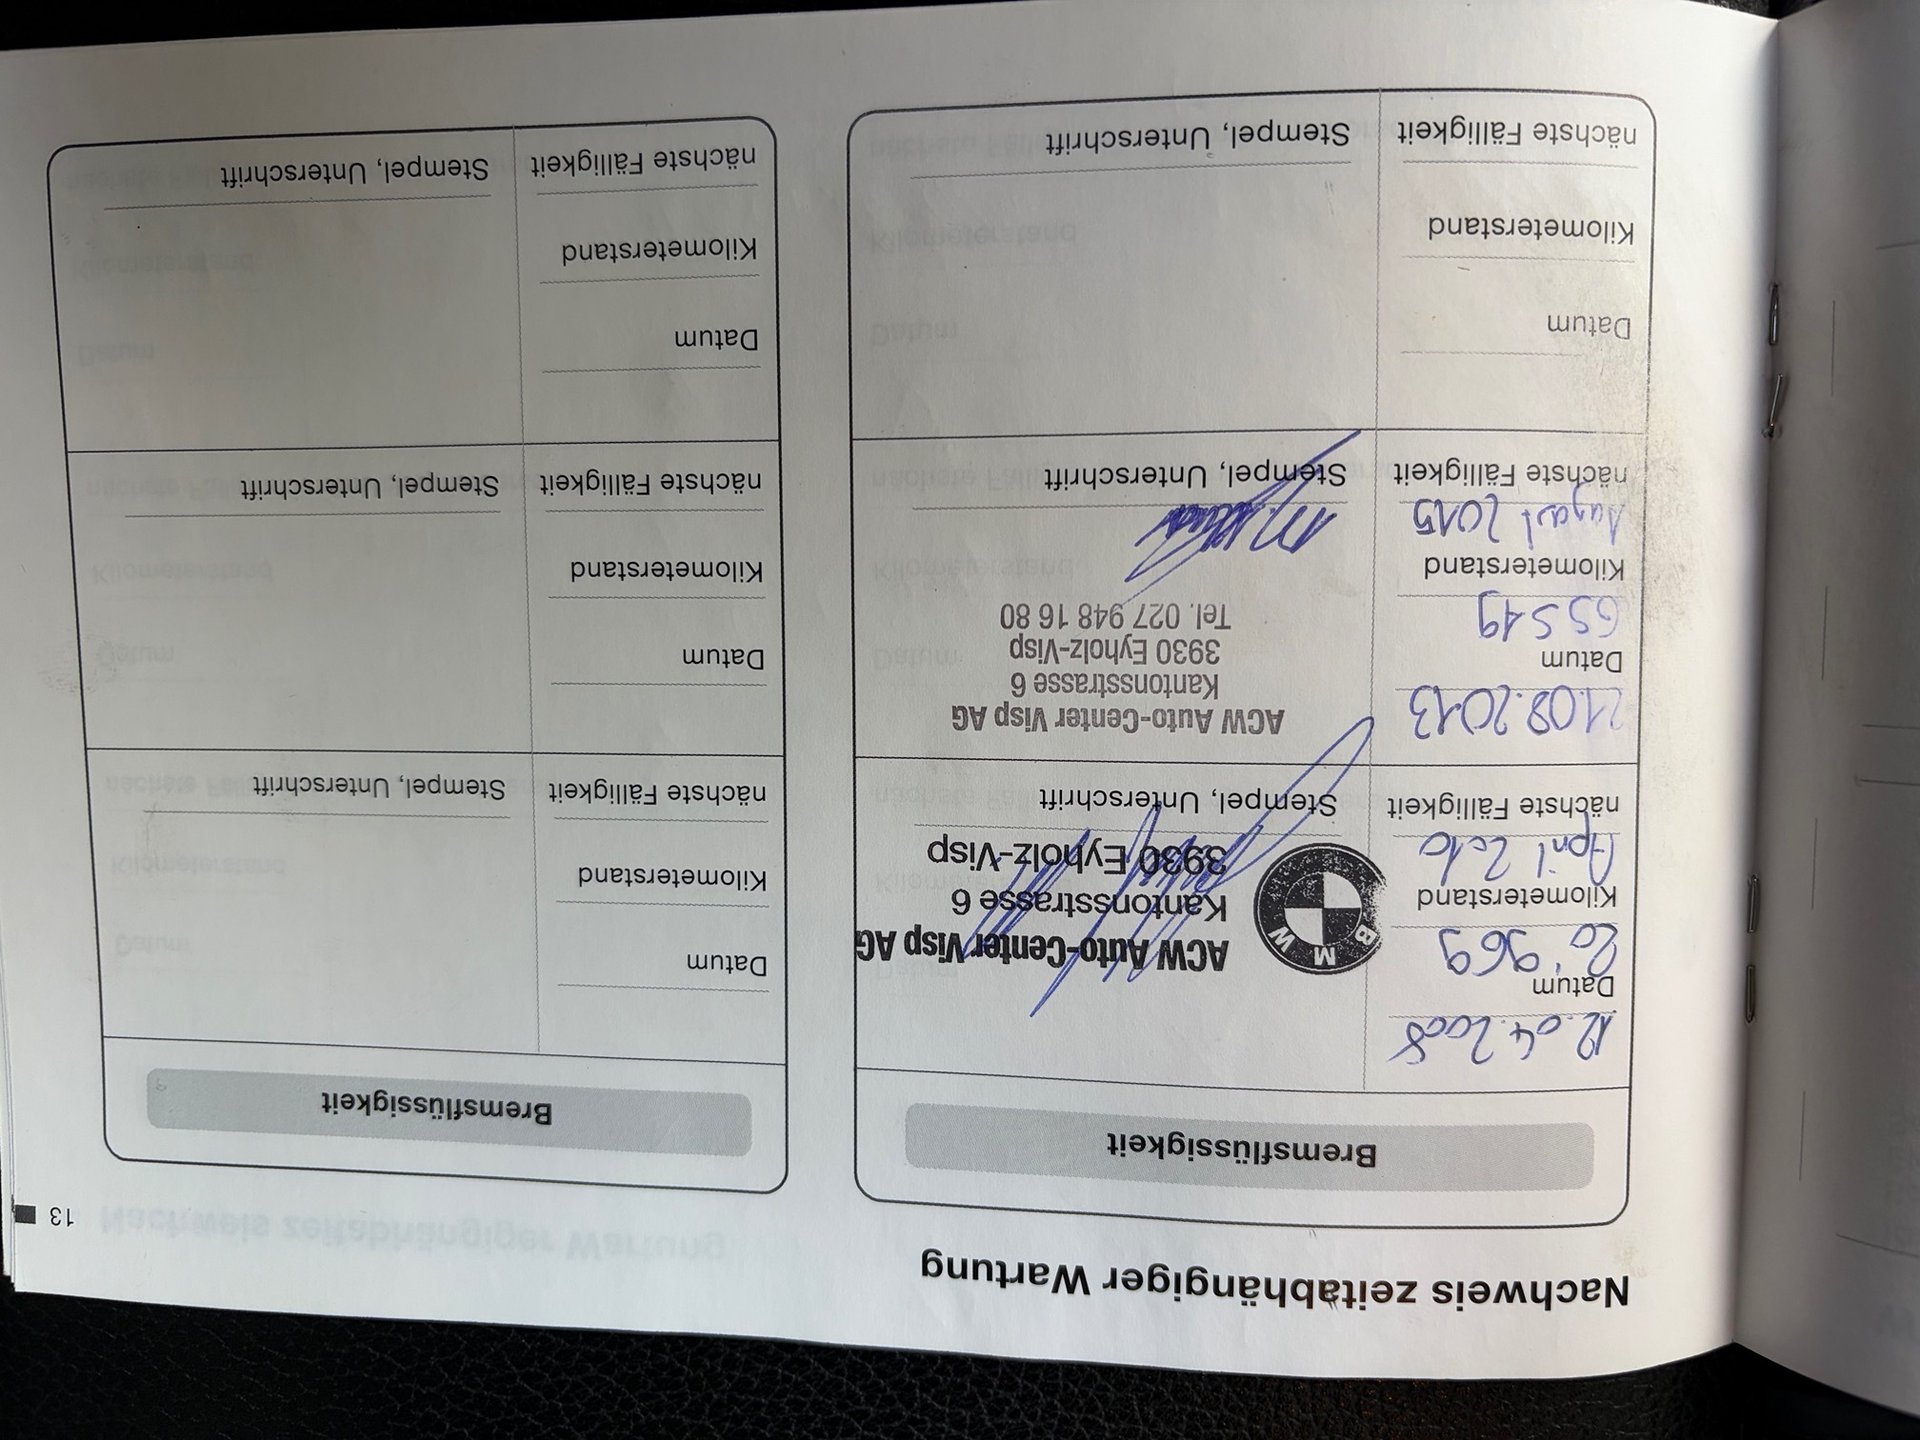 Nachweis zeitabhängiger Wartung
Bremsflüssigkeit
12.04.2008
Datum
20'969
Kilometerstand
April 2010
nächste Fälligkeit
BMW
ACW Auto-Center Visp AG
Kantonsstrasse 6
3930 Eyholz-Visp
Stempel, Unterschrift
21.08.2013
Datum
65519
Kilometerstand
August 2015
nächste Fälligkeit
ACW Auto-Center Visp AG
Kantonsstrasse 6
3930 Eyholz-Visp
Tel. 027 948 16 80
Stempel, Unterschrift
Datum
Kilometerstand
nächste Fälligkeit
Stempel, Unterschrift
13
Bremsflüssigkeit
Datum
Kilometerstand
nächste Fälligkeit
Stempel, Unterschrift
Datum
Kilometerstand
nächste Fälligkeit
Stempel, Unterschrift
Datum
Kilometerstand
nächste Fälligkeit
Stempel, Unterschrift